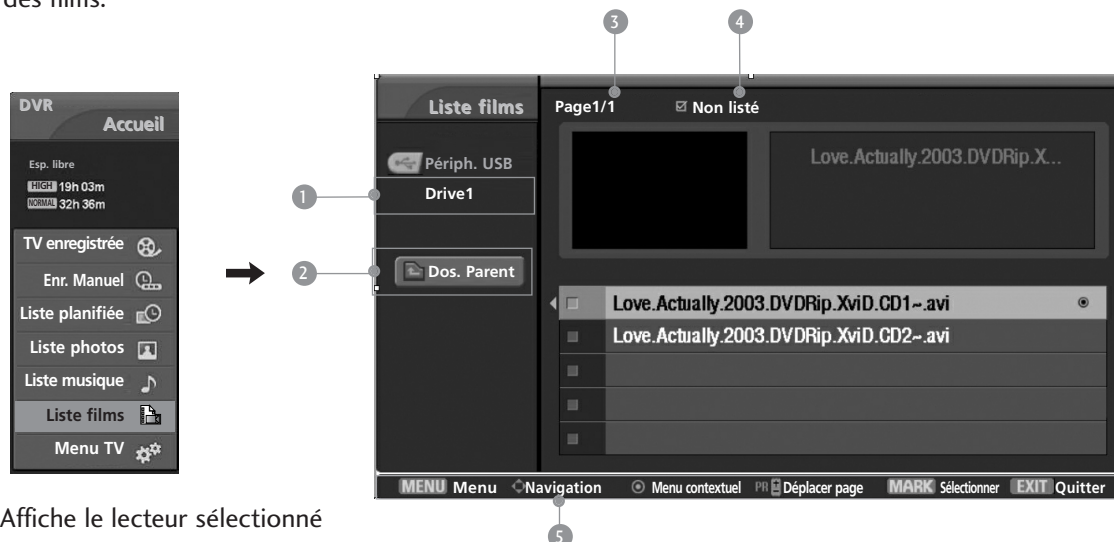 des films.
3
4
DVR
Accueil
Esp. libre
HIGH 19h 03m
NORMAL 32h 36m
TV enregistrée
Enr. Manuel
Liste planifiée
Liste photos
Liste musique
Liste films
Menu TV
Liste films
Page1/1
Non listé
Périph. USB
1
Drive1
2
Dos. Parent
Love.Actually.2003.DVDRip.X...
Love.Actually.2003.DVDRip.XviD.CD1~.avi
Love.Actually.2003.DVDRip.XviD.CD2~.avi
MENU Menu Navigation Menu contextuel PR Déplacer page MARK Sélectionner EXIT Quitter
Affiche le lecteur sélectionné
5